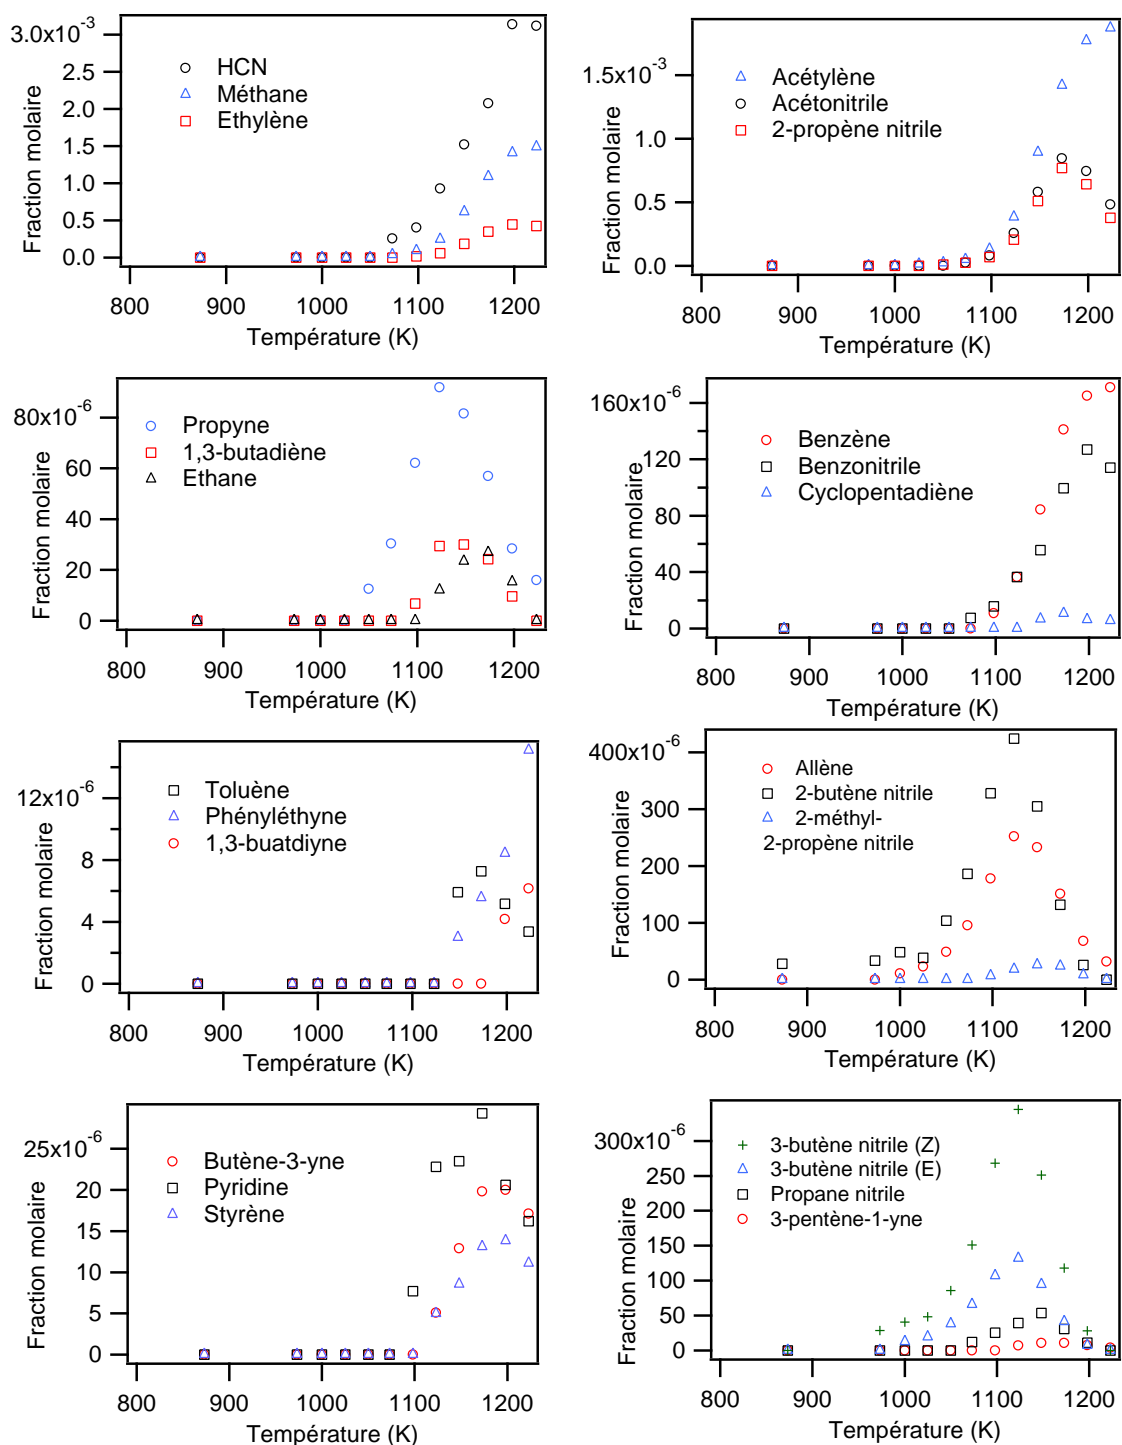 3.0x10-3
2.5
2.0
1.5
1.0
0.5
0.0
Fraction molaire
HCN
Méthane
Ethylène
800 900 1000 1100 1200
Température (K)
1.5x10-3
1.0
0.5
0.0
Fraction molaire
Acétylène
Acétonitrile
2-propène nitrile
800 900 1000 1100 1200
Température (K)
80x10-6
60
40
20
0
Fraction molaire
Propyne
1,3-butadiène
Ethane
800 900 1000 1100 1200
Température (K)
160x10-6
120
80
40
0
Fraction molaire
Benzène
Benzonitrile
Cyclopentadiène
800 900 1000 1100 1200
Température (K)
12x10-6
8
4
0
Fraction molaire
Toluène
Phényléthyne
1,3-buatdiyne
800 900 1000 1100 1200
Température (K)
400x10-6
300
200
100
0
Fraction molaire
Allène
2-butène nitrile
2-méthyl-
2-propène nitrile
800 900 1000 1100 1200
Température (K)
25x10-6
20
15
10
5
0
Fraction molaire
Butène-3-yne
Pyridine
Styrène
800 900 1000 1100 1200
Température (K)
300x10-6
250
200
150
100
50
0
Fraction molaire
3-butène nitrile (Z)
3-butène nitrile (E)
Propane nitrile
3-pentène-1-yne
800 900 1000 1100 1200
Température (K)